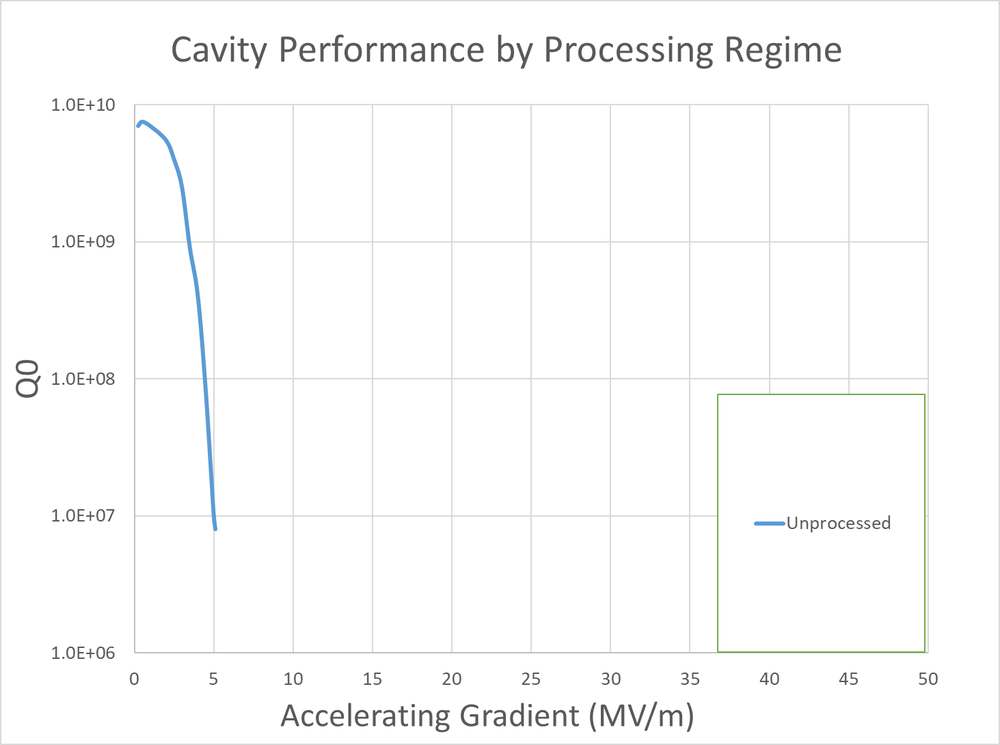 Cavity Performance by Processing Regime
1.0E+10
1.0E+09
1.0E+08
1.0E+07
1.0E+06
Q0
Unprocessed
0 5 10 15 20 25 30 35 40 45 50
Accelerating Gradient (MV/m)